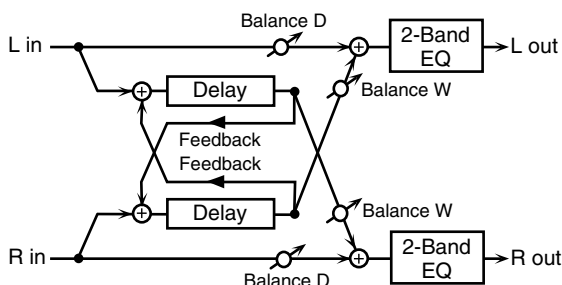 Balance D
L in
2-Band
EQ
L out
Delay
Balance W
Feedback
Feedback
Delay
Balance W
R in
Balance D
2-Band
EQ
R out